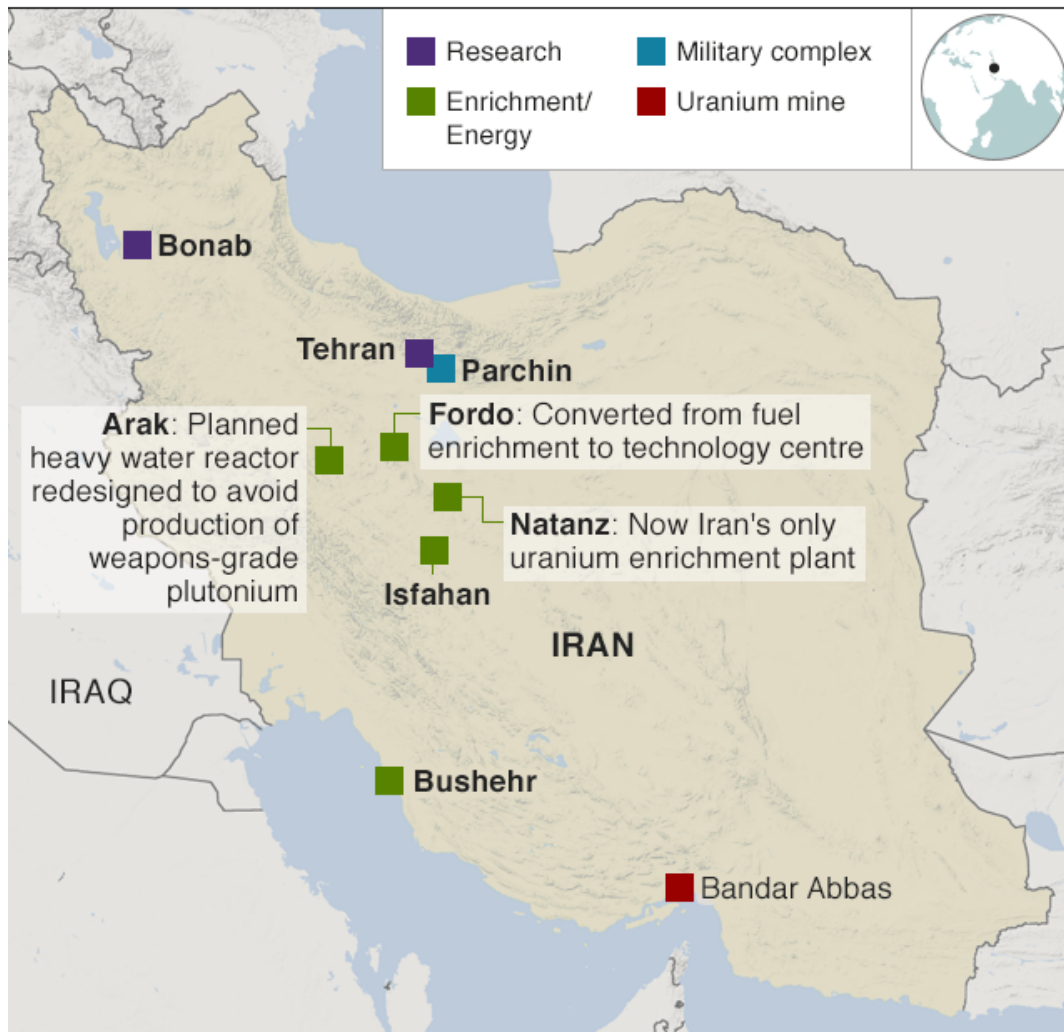 Research
Military complex
Enrichment/
Energy
Uranium mine
Bonab
Tehran
Parchin
Arak: Planned
heavy water reactor
redesigned to avoid
production of
weapons-grade
plutonium
Fordo: Converted from fuel
enrichment to technology centre
Natanz: Now Iran's only
uranium enrichment plant
Isfahan
IRAN
IRAQ
Bushehr
Bandar Abbas